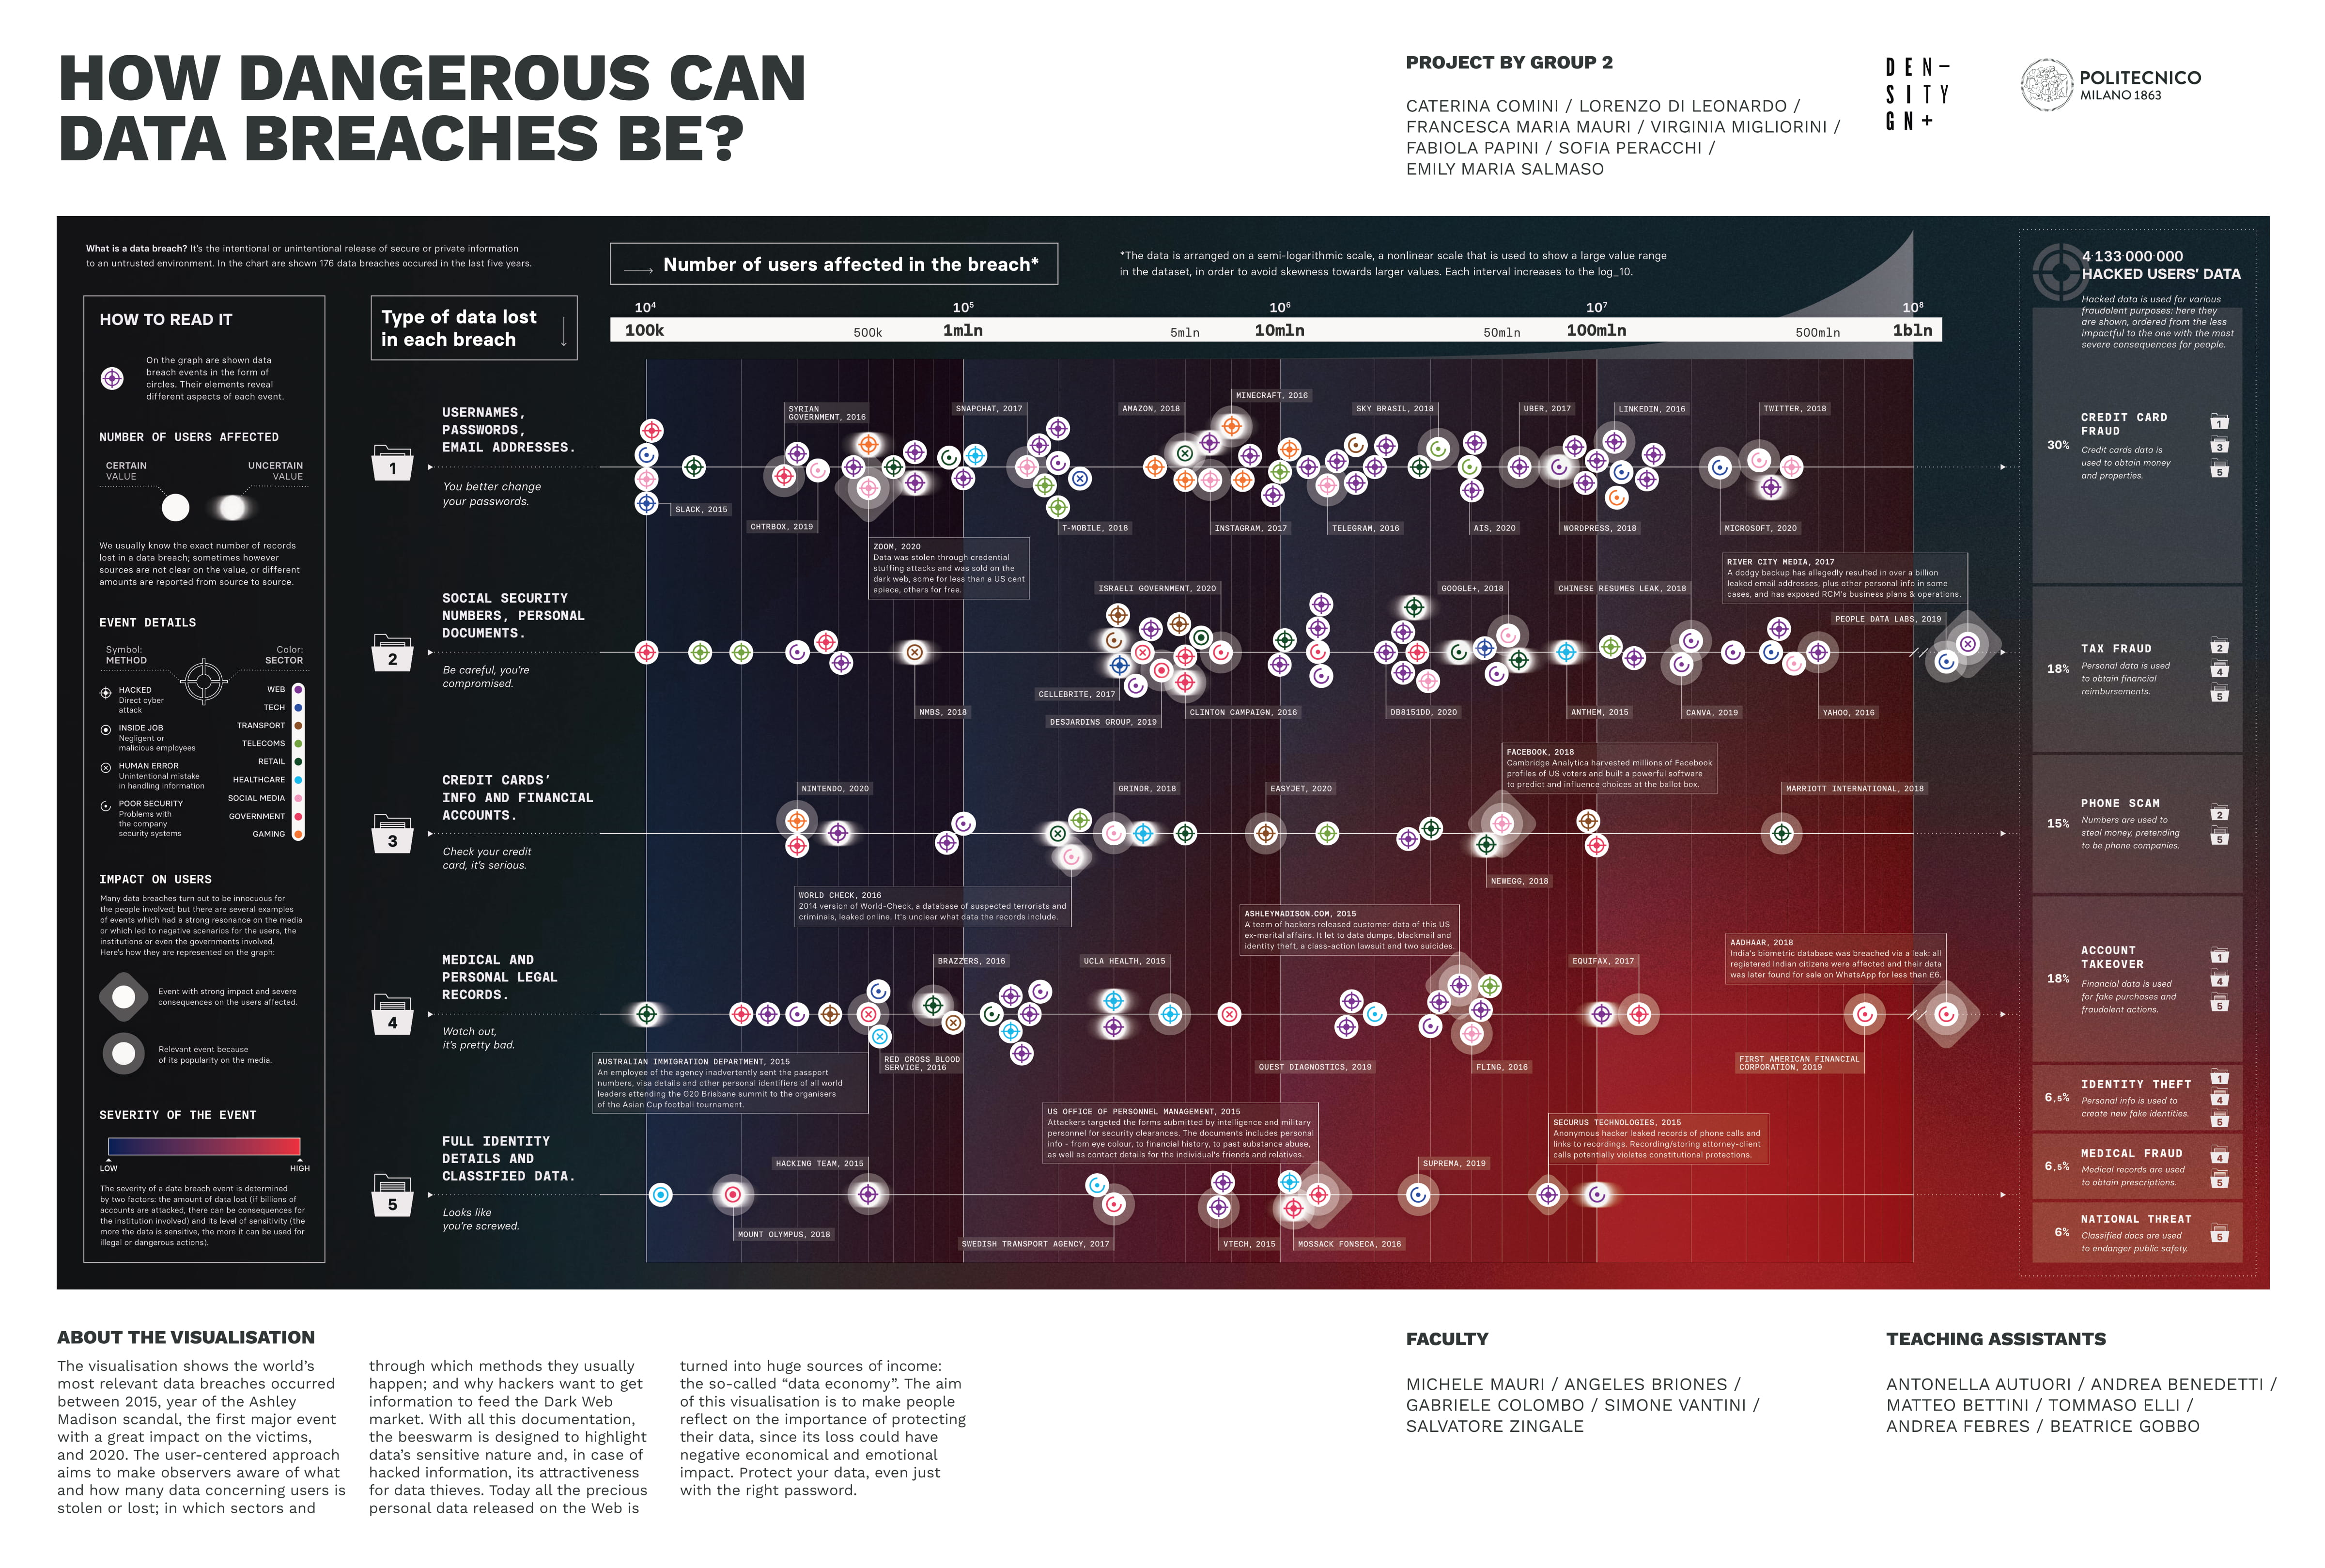 HOW DANGEROUS CAN
DATA BREACHES BE?
PROJECT BY GROUP 2
CATERINA COMINI / LORENZO DI LEONARDO /
FRANCESCA MARIA MAURI / VIRGINIA MIGLIORINI /
FABIOLA PAPINI / SOFIA PERACCHI /
EMILY MARIA SALMASO
DEN–
SITY
GN+
POLITECNICO
MILANO 1863
What is a data breach? It's the intentional or unintentional release of secure or private information
to an untrusted environment. In the chart are shown 176 data breaches occured in the last five years.
HOW TO READ IT
On the graph are shown data
breach events in the form of
circles. Their elements reveal
different aspects of each event.
NUMBER OF USERS AFFECTED
CERTAIN
VALUE
UNCERTAIN
VALUE
We usually know the exact number of records
lost in a data breach; sometimes however
sources are not clear on the value, or different
amounts are reported from source to source.
EVENT DETAILS
Symbol:
METHOD
Color:
SECTOR
HACKED
Direct cyber
attack
INSIDE JOB
Negligent or
malicious employees
HUMAN ERROR
Unintentional mistake
in handling information
POOR SECURITY
Problems with
the company
security systems
WEB
TECH
TRANSPORT
TELECOMS
RETAIL
HEALTHCARE
SOCIAL MEDIA
GOVERNMENT
GAMING
IMPACT ON USERS
Many data breaches turn out to be innocuous for
the people involved; but there are several examples
of events which had a strong resonance on the media
or which led to negative scenarios for the users, the
institutions or even the governments involved.
Here's how they are represented on the graph:
Event with strong impact and severe
consequences on the users affected.
Relevant event because
of its popularity on the media.
SEVERITY OF THE EVENT
LOW
HIGH
The severity of a data breach event is determined
by two factors: the amount of data lost (if billions of
accounts are attacked, there can be consequences for
the institution involved) and its level of sensitivity (the
more the data is sensitive, the more it can be used for
illegal or dangerous actions).
Type of data lost
in each breach
Number of users affected in the breach*
*The data is arranged on a semi-logarithmic scale, a nonlinear scale that is used to show a large value range
in the dataset, in order to avoid skewness towards larger values. Each interval increases to the log_10.
10⁴
10⁵
10⁶
10⁷
10⁸
100k
500k
1mln
5mln
10mln
50mln
100mln
500mln
1bln
1
USERNAMES,
PASSWORDS,
EMAIL ADDRESSES.
You better change
your passwords.
SYRIAN
GOVERNMENT, 2016
SNAPCHAT, 2017
AMAZON, 2018
MINECRAFT, 2016
SKY BRASIL, 2018
UBER, 2017
LINKEDIN, 2016
TWITTER, 2018
SLACK, 2015
CHTRBOX, 2019
T-MOBILE, 2018
INSTAGRAM, 2017
TELEGRAM, 2016
AIS, 2020
WORDPRESS, 2018
MICROSOFT, 2020
ZOOM, 2020
Data was stolen through credential
stuffing attacks and was sold on the
dark web, some for less than a US cent
apiece, others for free.
2
SOCIAL SECURITY
NUMBERS, PERSONAL
DOCUMENTS.
Be careful, you're
compromised.
ISRAELI GOVERNMENT, 2020
GOOGLE+, 2018
CHINESE RESUMES LEAK, 2018
RIVER CITY MEDIA, 2017
A dodgy backup has allegedly resulted in over a billion
leaked email addresses, plus other personal info in some
cases, and has exposed RCM's business plans & operations.
PEOPLE DATA LABS, 2019
NMBS, 2018
CELLEBRITE, 2017
DESJARDINS GROUP, 2019
CLINTON CAMPAIGN, 2016
DB8151DD, 2020
ANTHEM, 2015
CANVA, 2019
YAHOO, 2016
3
CREDIT CARDS'
INFO AND FINANCIAL
ACCOUNTS.
Check your credit
card, it's serious.
NINTENDO, 2020
GRINDR, 2018
EASYJET, 2020
FACEBOOK, 2018
Cambridge Analytica harvested millions of Facebook
profiles of US voters and built a powerful software
to predict and influence choices at the ballot box.
MARRIOTT INTERNATIONAL, 2018
NEWEGG, 2018
WORLD CHECK, 2016
2014 version of World-Check, a database of suspected terrorists and
criminals, leaked online. It's unclear what data the records include.
4
MEDICAL AND
PERSONAL LEGAL
RECORDS.
Watch out,
it's pretty bad.
BRAZZERS, 2016
UCLA HEALTH, 2015
ASHLEYMADISON.COM, 2015
A team of hackers released customer data of this US
ex-marital affairs. It let to data dumps, blackmail and
identity theft, a class-action lawsuit and two suicides.
EQUIFAX, 2017
AADHAAR, 2018
India's biometric database was breached via a leak: all
registered Indian citizens were affected and their data
was later found for sale on WhatsApp for less than £6.
AUSTRALIAN IMMIGRATION DEPARTMENT, 2015
An employee of the agency inadvertently sent the passport
numbers, visa details and other personal identifiers of all world
leaders attending the G20 Brisbane summit to the organisers
of the Asian Cup football tournament.
RED CROSS BLOOD
SERVICE, 2016
QUEST DIAGNOSTICS, 2019
FLING, 2016
FIRST AMERICAN FINANCIAL
CORPORATION, 2019
5
FULL IDENTITY
DETAILS AND
CLASSIFIED DATA.
Looks like
you're screwed.
HACKING TEAM, 2015
US OFFICE OF PERSONNEL MANAGEMENT, 2015
Attackers targeted the forms submitted by intelligence and military
personnel for security clearances. The documents includes personal
info - from eye colour, to financial history, to past substance abuse,
as well as contact details for the individual's friends and relatives.
SUPREMA, 2019
SECURUS TECHNOLOGIES, 2015
Anonymous hacker leaked records of phone calls and
links to recordings. Recording/storing attorney-client
calls potentially violates constitutional protections.
MOUNT OLYMPUS, 2018
SWEDISH TRANSPORT AGENCY, 2017
VTECH, 2015
MOSSACK FONSECA, 2016
4·133·000·000
HACKED USERS' DATA
Hacked data is used for various
fraudolent purposes: here they
are shown, ordered from the less
impactful to the one with the most
severe consequences for people.
30%
CREDIT CARD
FRAUD
Credit cards data is
used to obtain money
and properties.
1
3
5
18%
TAX FRAUD
Personal data is used
to obtain financial
reimbursements.
2
4
5
15%
PHONE SCAM
Numbers are used to
steal money, pretending
to be phone companies.
2
5
18%
ACCOUNT
TAKEOVER
Financial data is used
for fake purchases and
fraudulent actions.
1
4
5
6,5%
IDENTITY THEFT
Personal info is used to
create new fake identities.
1
4
5
6,5%
MEDICAL FRAUD
Medical records are used
to obtain prescriptions.
4
5
6%
NATIONAL THREAT
Classified docs are used
to endanger public safety.
5
ABOUT THE VISUALISATION
The visualisation shows the world's
most relevant data breaches occurred
between 2015, year of the Ashley
Madison scandal, the first major event
with a great impact on the victims,
and 2020. The user-centered approach
aims to make observers aware of what
and how many data concerning users is
stolen or lost; in which sectors and
through which methods they usually
happen; and why hackers want to get
information to feed the Dark Web
market. With all this documentation,
the beeswarm is designed to highlight
data's sensitive nature and, in case of
hacked information, its attractiveness
for data thieves. Today all the precious
personal data released on the Web is
turned into huge sources of income:
the so-called “data economy”. The aim
of this visualisation is to make people
reflect on the importance of protecting
their data, since its loss could have
negative economical and emotional
impact. Protect your data, even just
with the right password.
FACULTY
MICHELE MAURI / ANGELES BRIONES /
GABRIELE COLOMBO / SIMONE VANTINI /
SALVATORE ZINGALE
TEACHING ASSISTANTS
ANTONELLA AUTUORI / ANDREA BENEDETTI /
MATTEO BETTINI / TOMMASO ELLI /
ANDREA FEBRES / BEATRICE GOBBO